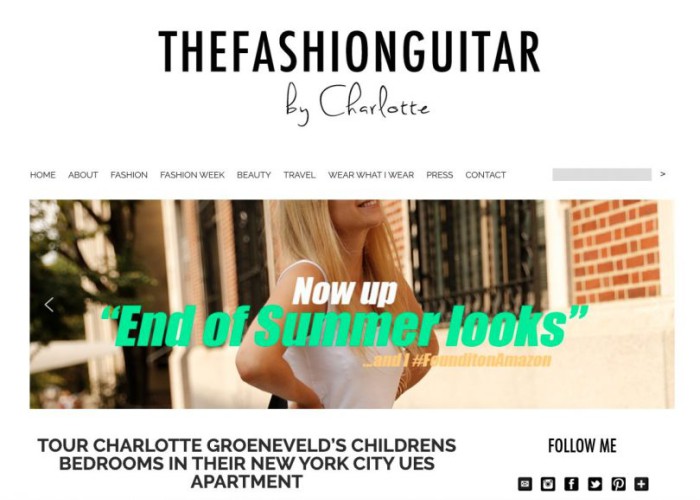 THEFASHIONGUITAR
by Charlotte
HOME ABOUT FASHION FASHION WEEK BEAUTY TRAVEL WEAR WHAT I WEAR PRESS CONTACT >
Now up
“End of Summer looks”
...and I #FounditonAmazon
TOUR CHARLOTTE GROENEVELD'S CHILDRENS
BEDROOMS IN THEIR NEW YORK CITY UES
APARTMENT
FOLLOW ME